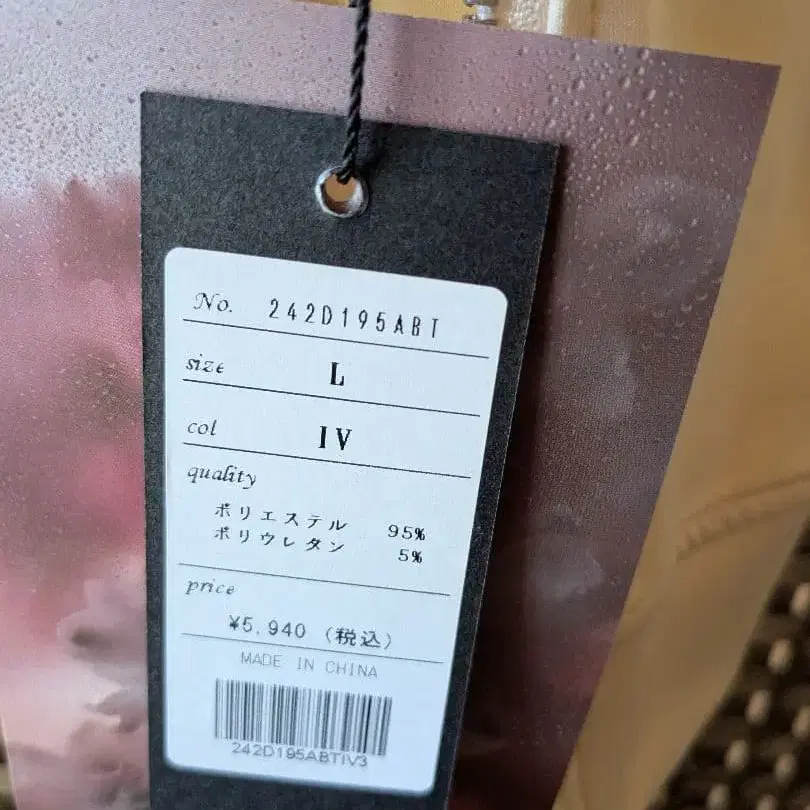 No. 242D195ABT
size L
col IV
quality
ポリエステル 95%
ポリウレタン 5%
price
¥5,940 (税込)
MADE IN CHINA
242D195ABTIV3